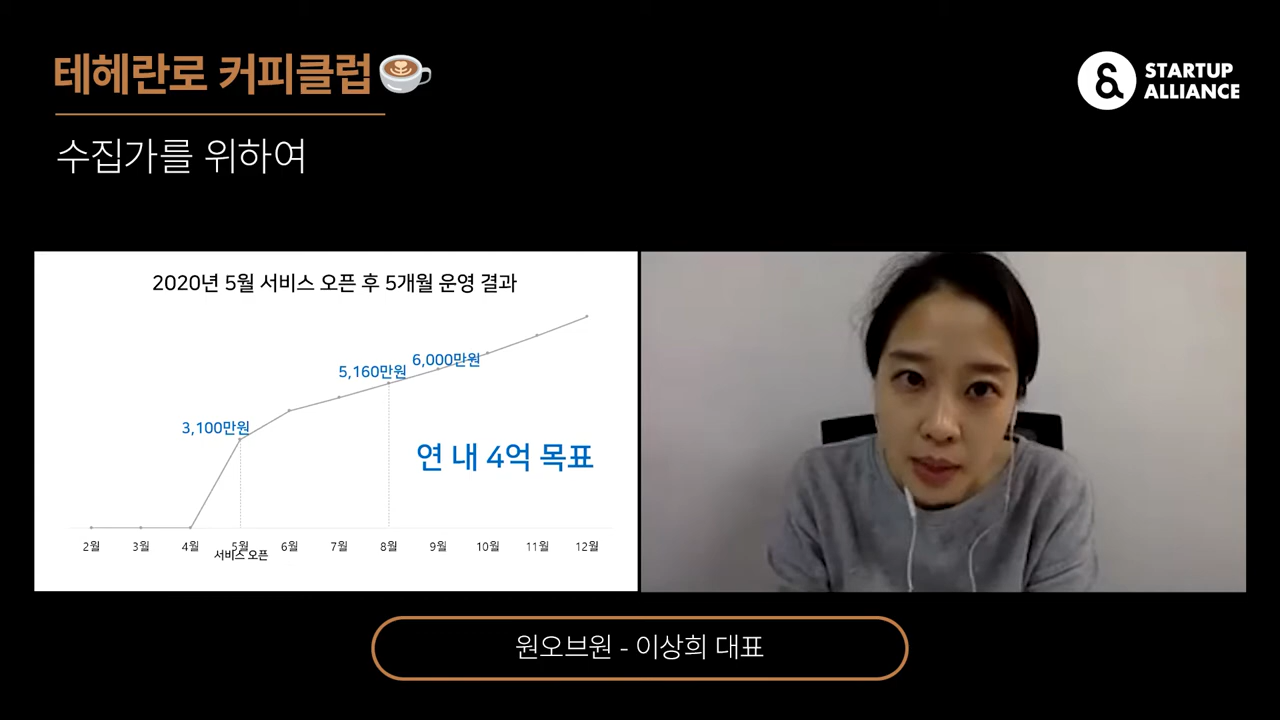 테헤란로 커피클럽
STARTUP
ALLIANCE
수집가를 위하여
2020년 5월 서비스 오픈 후 5개월 운영 결과
6,000만원
5,160만원
3,100만원
연 내 4억 목표
2월 3월 4월 5월 6월 7월 8월 9월 10월 11월 12월
서비스 오픈
원오브원 - 이상희 대표